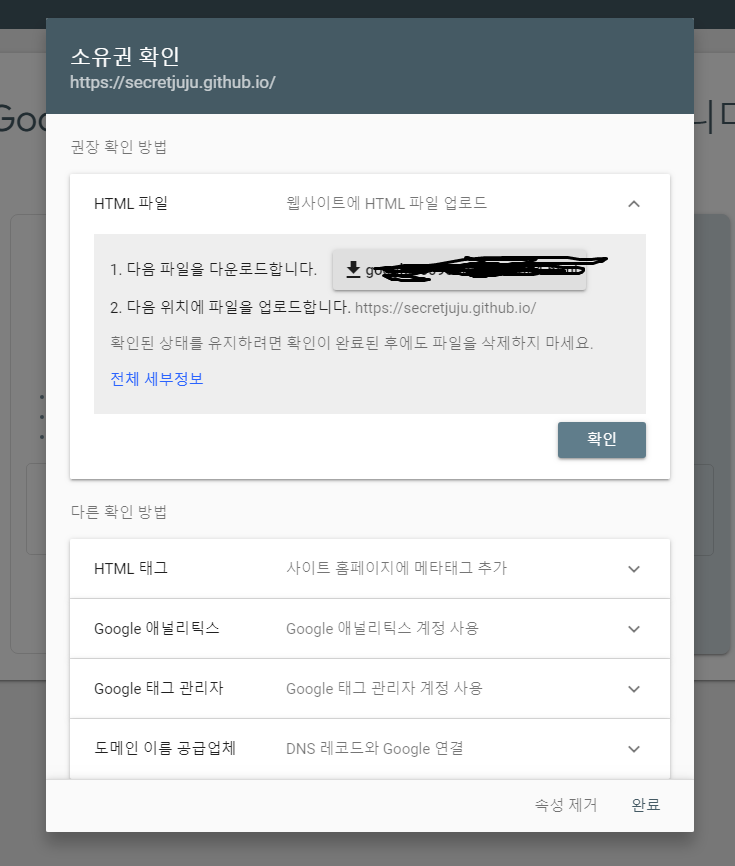 소유권 확인
https://secretjuju.github.io/
권장 확인 방법
HTML 파일 웹사이트에 HTML 파일 업로드
1. 다음 파일을 다운로드합니다.
2. 다음 위치에 파일을 업로드합니다. https://secretjuju.github.io/
확인된 상태를 유지하려면 확인이 완료된 후에도 파일을 삭제하지 마세요.
전체 세부정보
확인
다른 확인 방법
HTML 태그 사이트 홈페이지에 메타태그 추가
Google 애널리틱스 Google 애널리틱스 계정 사용
Google 태그 관리자 Google 태그 관리자 계정 사용
도메인 이름 공급업체 DNS 레코드와 Google 연결
속성 제거 완료